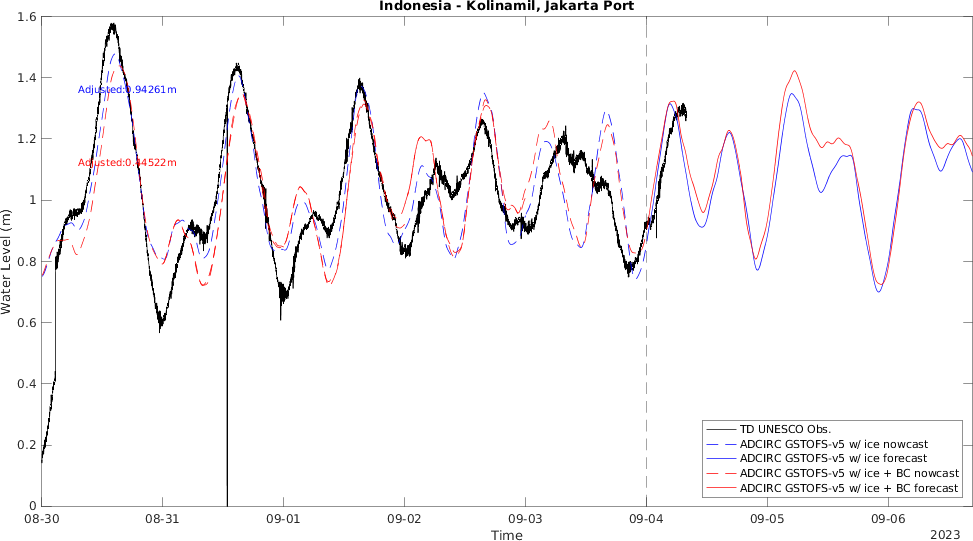 Indonesia - Kolinamil, Jakarta Port
1.6
1.4
1.2
1
0.8
0.6
0.4
0.2
0
Water Level (m)
Adjusted:0.94261m
Adjusted:0.44522m
TD UNESCO Obs.
ADCIRC GSTOFS-v5 w/ ice nowcast
ADCIRC GSTOFS-v5 w/ ice forecast
ADCIRC GSTOFS-v5 w/ ice + BC nowcast
ADCIRC GSTOFS-v5 w/ ice + BC forecast
08-30 08-31 09-01 09-02 09-03 09-04 09-05 09-06
Time
2023